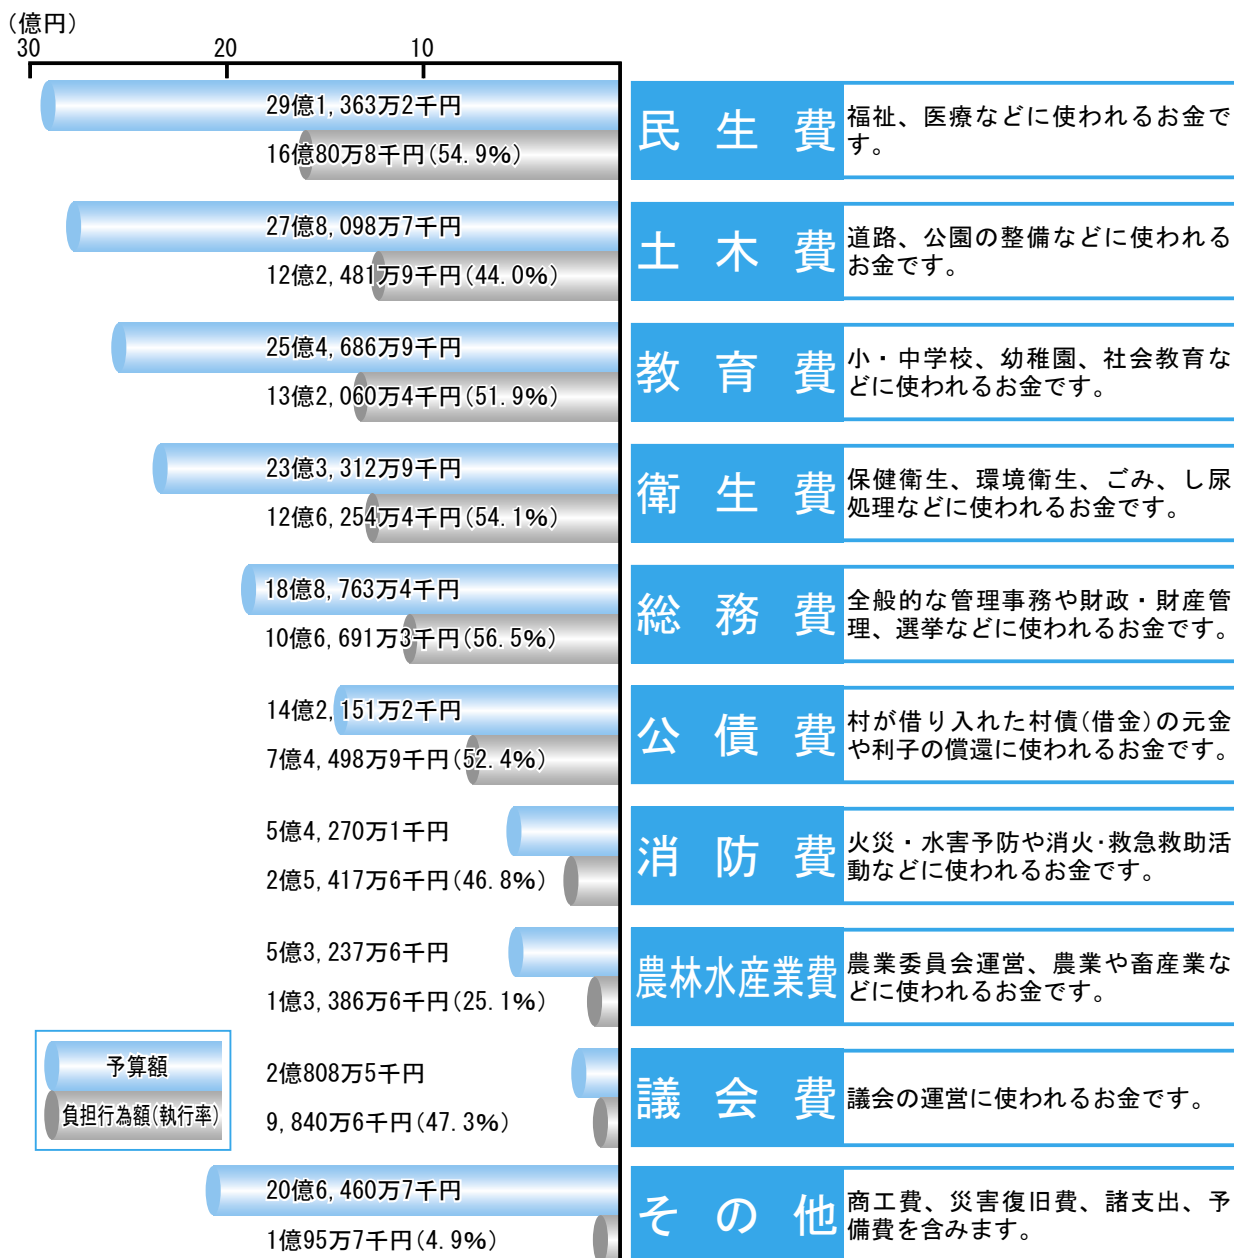 (億円)
30 20 10
29億1,363万2千円
16億80万8千円(54.9%)
民生費
福祉、医療などに使われるお金で
す。
27億8,098万7千円
12億2,481万9千円(44.0%)
土木費
道路、公園の整備などに使われる
お金です。
25億4,686万9千円
13億2,060万4千円(51.9%)
教育費
小・中学校、幼稚園、社会教育な
どに使われるお金です。
23億3,312万9千円
12億6,254万4千円(54.1%)
衛生費
保健衛生、環境衛生、ごみ、し尿
処理などに使われるお金です。
18億8,763万4千円
10億6,691万3千円(56.5%)
総務費
全般的な管理事務や財政・財産管
理、選挙などに使われるお金です。
14億2,151万2千円
7億4,498万9千円(52.4%)
公債費
村が借り入れた村債(借金)の元金
や利子の償還に使われるお金です。
5億4,270万1千円
2億5,417万6千円(46.8%)
消防費
火災・水害予防や消火・救急救助活
動などに使われるお金です。
5億3,237万6千円
1億3,386万6千円(25.1%)
農林水産業費
農業委員会運営、農業や畜産業な
どに使われるお金です。
予算額
負担行為額(執行率)
2億808万5千円
9,840万6千円(47.3%)
議会費
議会の運営に使われるお金です。
20億6,460万7千円
1億95万7千円(4.9%)
その他
商工費、災害復旧費、諸支出、予
備費を含みます。